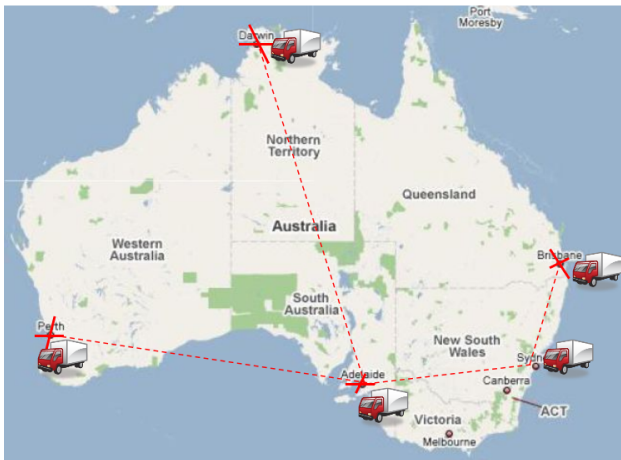 Port
Moresby
Darwin
Northern
Territory
Queensland
Australia
Western
Australia
Brisbane
South
Australia
Perth
New South
Wales
Sydney
Adelaide
Canberra
ACT
Victoria
Melbourne